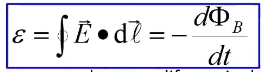 ε = ∮ E⃗ • dℓ⃗ = − dΦ_B / dt